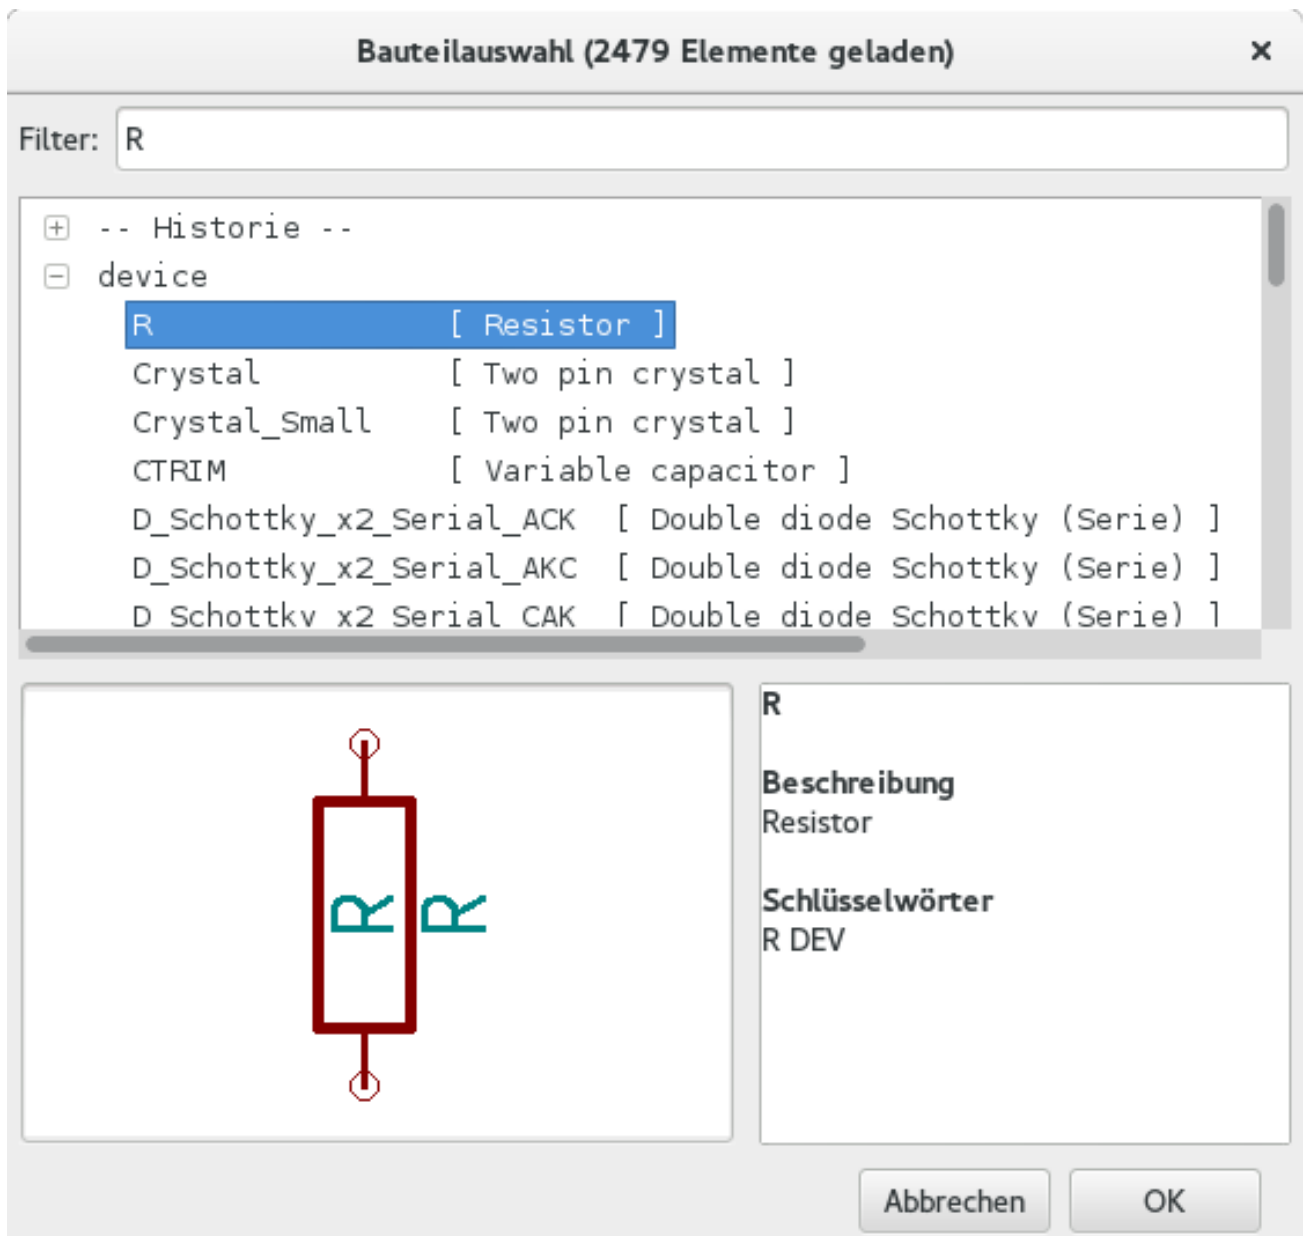 Bauteilauswahl (2479 Elemente geladen)
Filter: R
-- Historie --
device
R [ Resistor ]
Crystal [ Two pin crystal ]
Crystal_Small [ Two pin crystal ]
CTRIM [ Variable capacitor ]
D_Schottky_x2_Serial_ACK [ Double diode Schottky (Serie) ]
D_Schottky_x2_Serial_AKC [ Double diode Schottky (Serie) ]
D_Schottky_x2_Serial_CAK [ Double diode Schottky (Serie) ]
R R
R
Beschreibung
Resistor
Schlüsselwörter
R DEV
Abbrechen OK